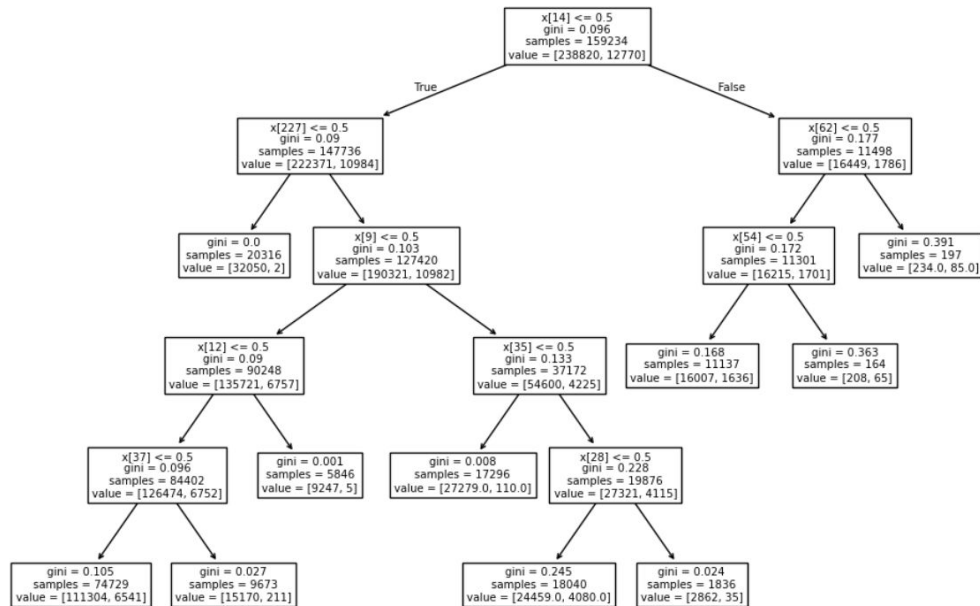 x[14] <= 0.5
gini = 0.096
samples = 159234
value = [238820, 12770]
True
False
x[227] <= 0.5
gini = 0.09
samples = 147736
value = [222371, 10984]
x[62] <= 0.5
gini = 0.177
samples = 11498
value = [16449, 1786]
gini = 0.0
samples = 20316
value = [32050, 2]
x[9] <= 0.5
gini = 0.103
samples = 127420
value = [190321, 10982]
x[54] <= 0.5
gini = 0.172
samples = 11301
value = [16215, 1701]
gini = 0.391
samples = 197
value = [234.0, 85.0]
x[12] <= 0.5
gini = 0.09
samples = 90248
value = [135721, 6757]
x[35] <= 0.5
gini = 0.133
samples = 37172
value = [54600, 4225]
gini = 0.168
samples = 11137
value = [16007, 1636]
gini = 0.363
samples = 164
value = [208, 65]
x[37] <= 0.5
gini = 0.096
samples = 84402
value = [126474, 6752]
gini = 0.001
samples = 5846
value = [9247, 5]
gini = 0.008
samples = 17296
value = [27279.0, 110.0]
x[28] <= 0.5
gini = 0.228
samples = 19876
value = [27321, 4115]
gini = 0.105
samples = 74729
value = [111304, 6541]
gini = 0.027
samples = 9673
value = [15170, 211]
gini = 0.245
samples = 18040
value = [24459.0, 4080.0]
gini = 0.024
samples = 1836
value = [2862, 35]